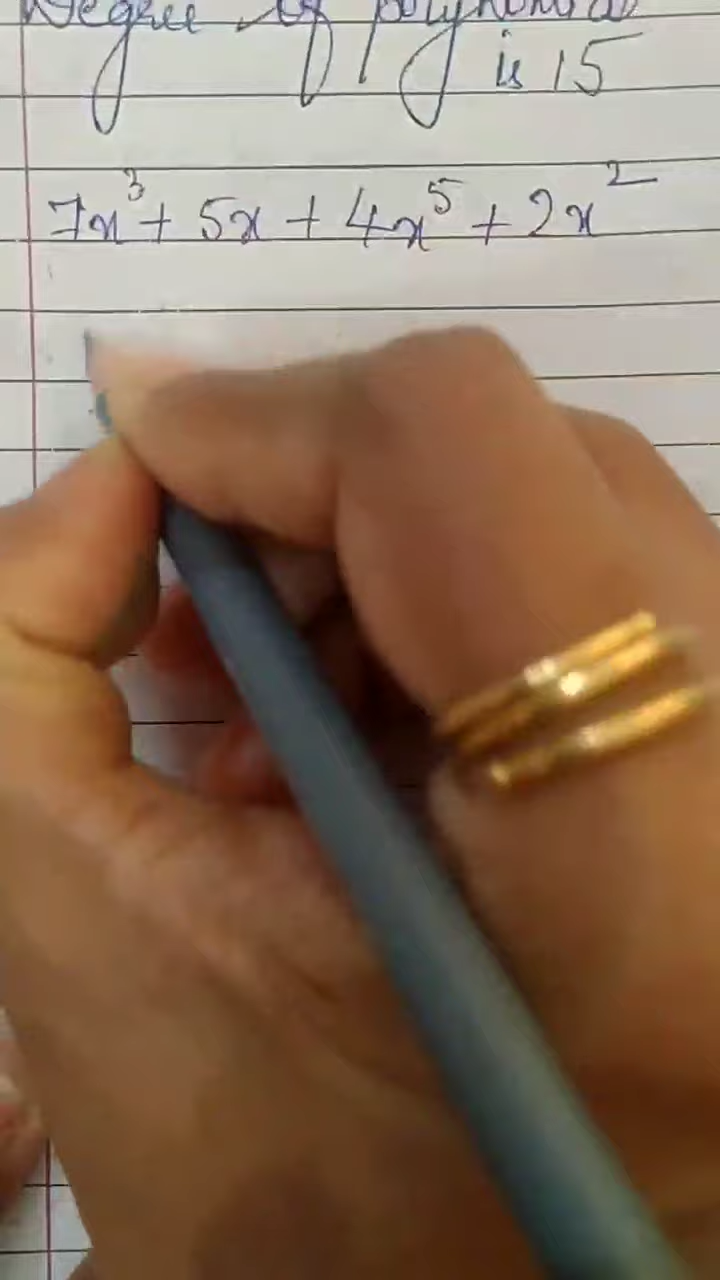 Degree of polynomial
is 15
7x³ + 5x + 4x⁵ + 2x²